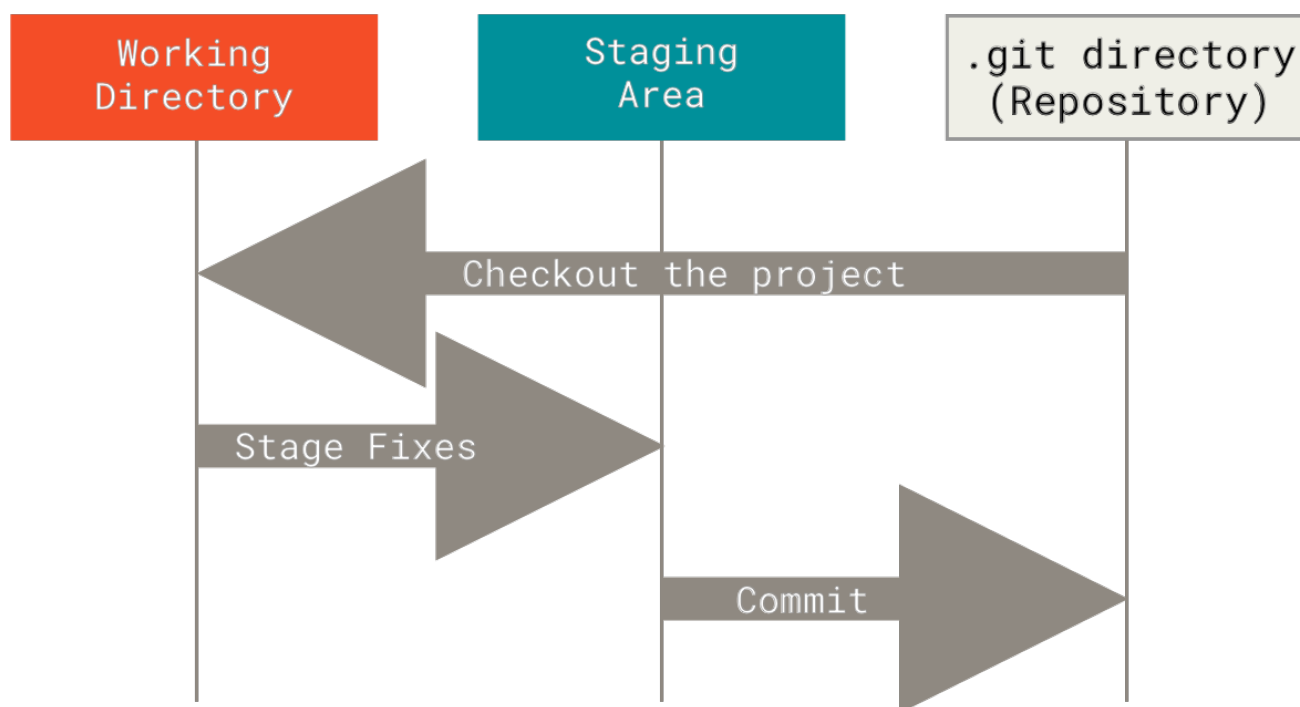 Working
Directory
Staging
Area
.git directory
(Repository)
Checkout the project
Stage Fixes
Commit